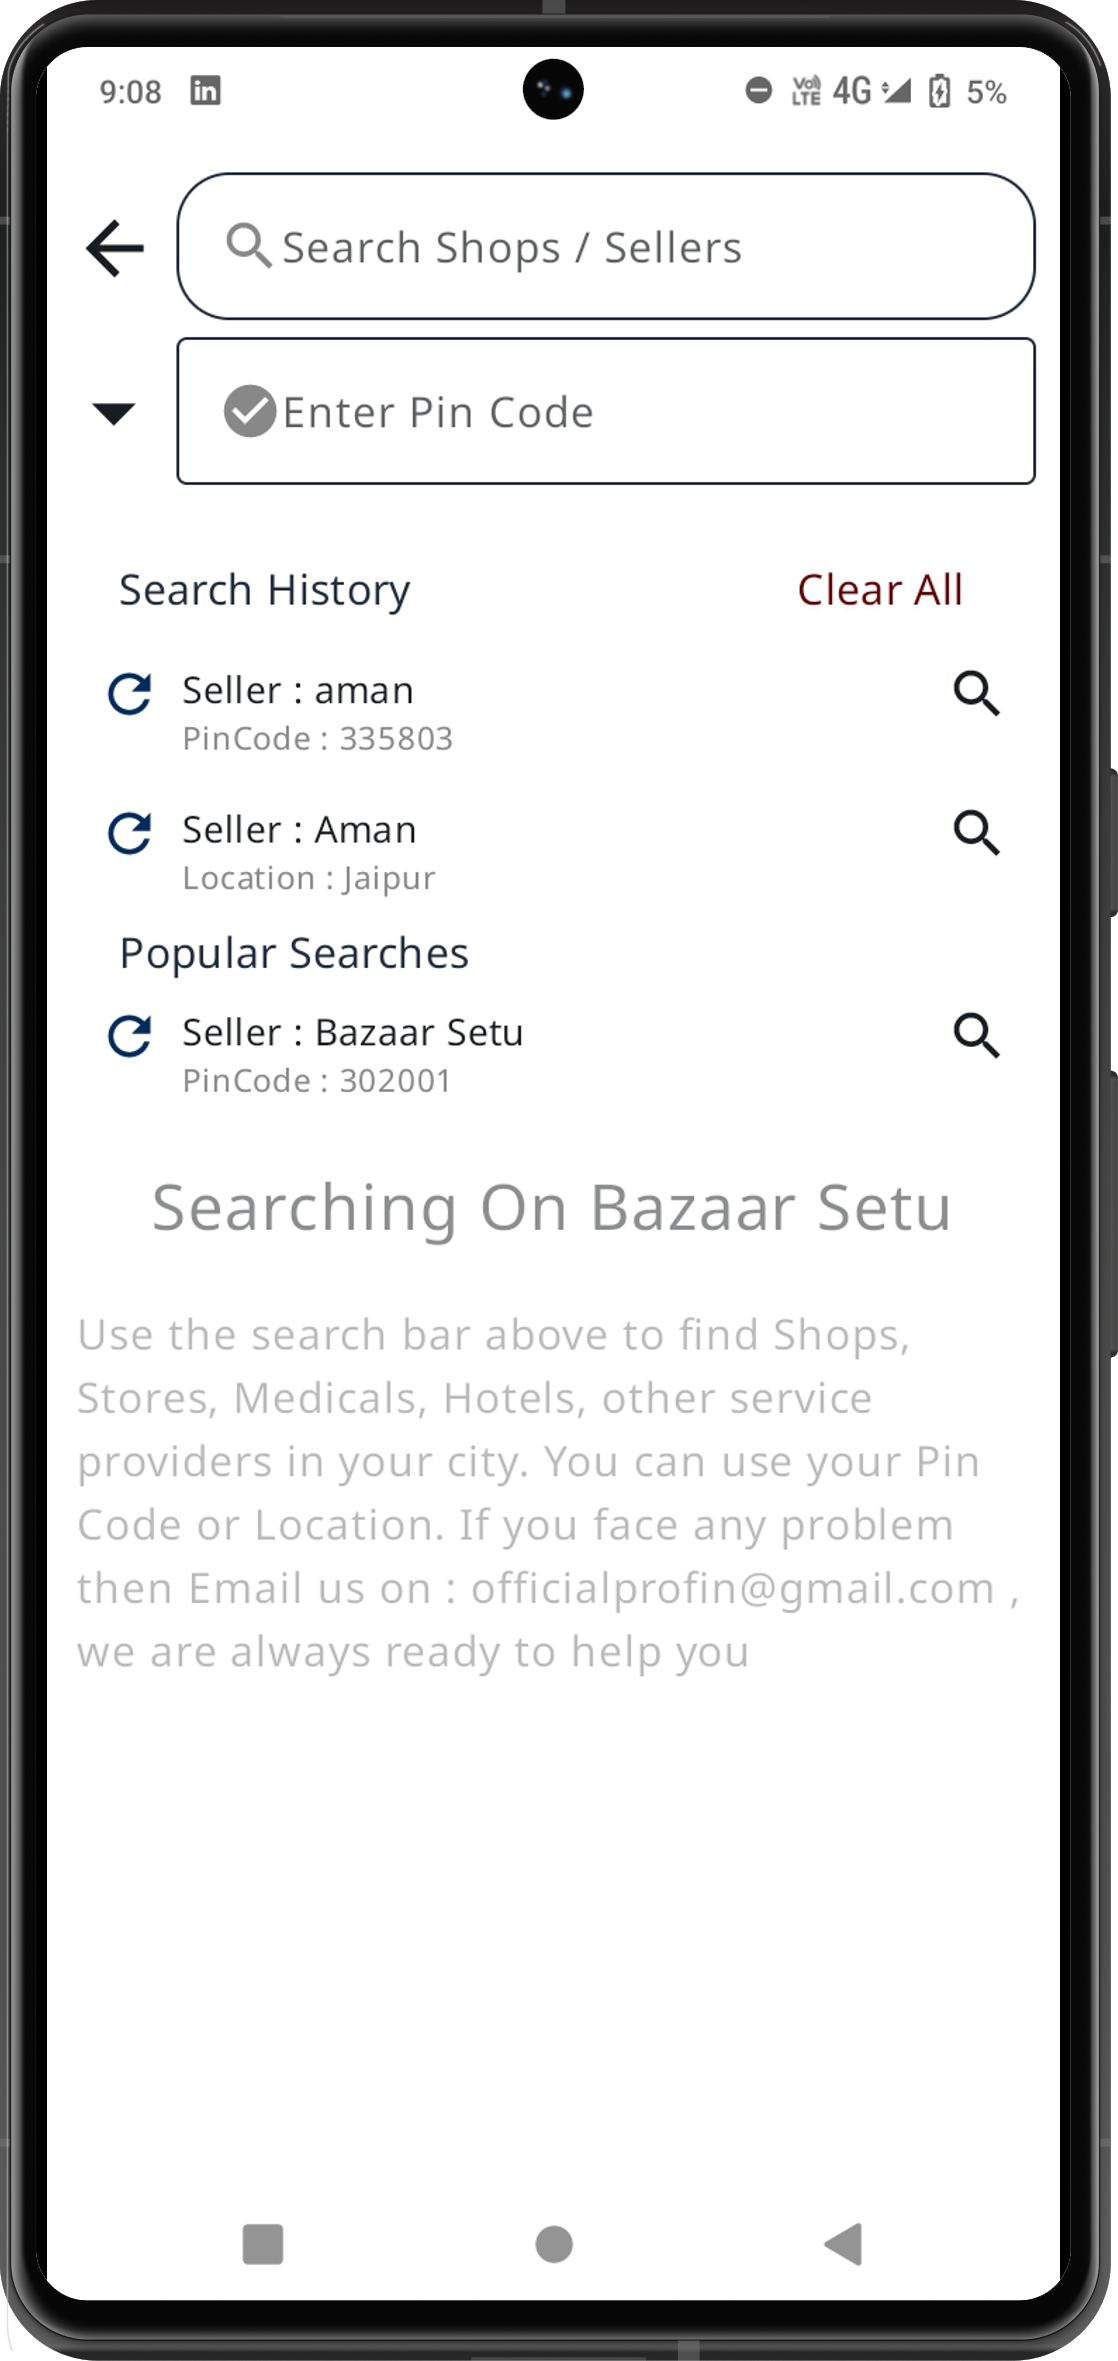 9:08 in VoLTE 4G 5%
Search Shops / Sellers
Enter Pin Code
Search History Clear All
Seller : aman
PinCode : 335803
Seller : Aman
Location : Jaipur
Popular Searches
Seller : Bazaar Setu
PinCode : 302001
Searching On Bazaar Setu
Use the search bar above to find Shops,
Stores, Medicals, Hotels, other service
providers in your city. You can use your Pin
Code or Location. If you face any problem
then Email us on : officialprofin@gmail.com ,
we are always ready to help you